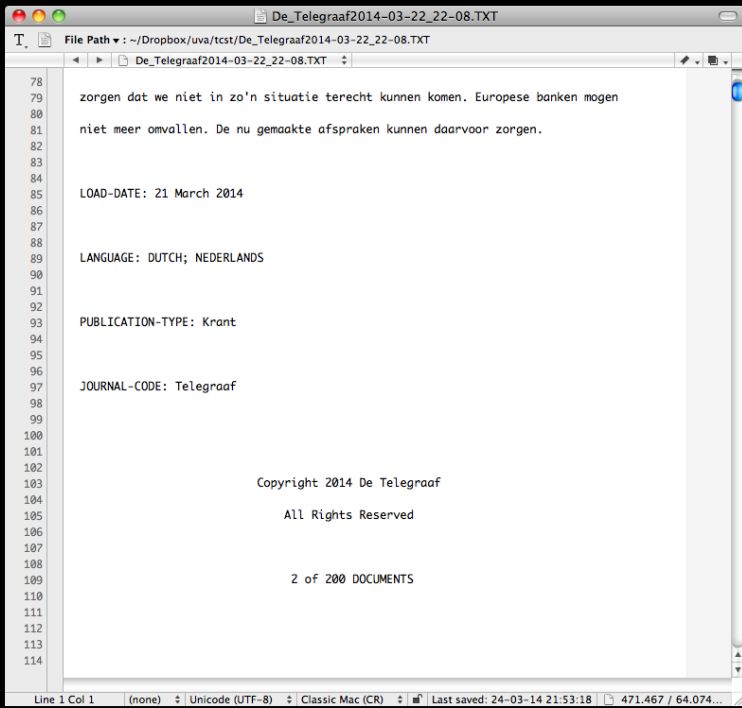 De_Telegraaf2014-03-22_22-08.TXT
T. File Path ▾ : ~/Dropbox/uva/tcst/De_Telegraaf2014-03-22_22-08.TXT
De_Telegraaf2014-03-22_22-08.TXT
78
79 zorgen dat we niet in zo'n situatie terecht kunnen komen. Europese banken mogen
80
81 niet meer omvallen. De nu gemaakte afspraken kunnen daarvoor zorgen.
82
83
84
85 LOAD-DATE: 21 March 2014
86
87
88
89 LANGUAGE: DUTCH; NEDERLANDS
90
91
92
93 PUBLICATION-TYPE: Krant
94
95
96
97 JOURNAL-CODE: Telegraaf
98
99
100
101
102
103 Copyright 2014 De Telegraaf
104
105 All Rights Reserved
106
107
108
109 2 of 200 DOCUMENTS
110
111
112
113
114
Line 1 Col 1 (none) Unicode (UTF-8) Classic Mac (CR) Last saved: 24-03-14 21:53:18 471.467 / 64.074...